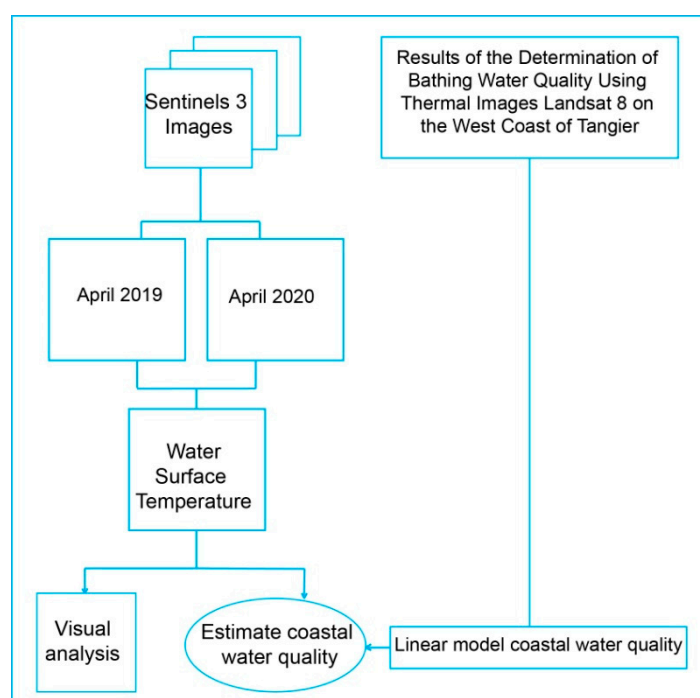 Sentinels 3
Images
Results of the Determination of
Bathing Water Quality Using
Thermal Images Landsat 8 on
the West Coast of Tangier
April 2019
April 2020
Water
Surface
Temperature
Visual
analysis
Estimate coastal
water quality
Linear model coastal water quality